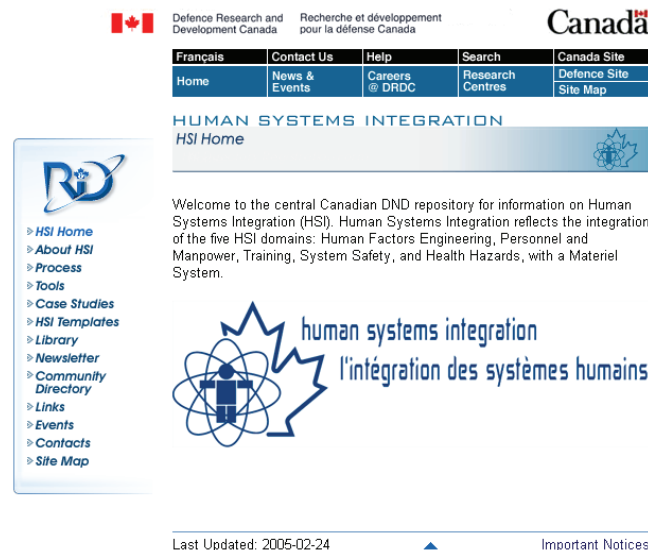 Defence Research and Recherche et développement
Development Canada pour la défense Canada
Canada
Français Contact Us Help Search Canada Site
Home News & Events Careers @ DRDC Research Centres Defence Site
Site Map
HUMAN SYSTEMS INTEGRATION
HSI Home
R&D
HSI Home
About HSI
Process
Tools
Case Studies
HSI Templates
Library
Newsletter
Community
Directory
Links
Events
Contacts
Site Map
Welcome to the central Canadian DND repository for information on Human
Systems Integration (HSI). Human Systems Integration reflects the integration
of the five HSI domains: Human Factors Engineering, Personnel and
Manpower, Training, System Safety, and Health Hazards, with a Materiel
System.
human systems integration
l'intégration des systèmes humains
Last Updated: 2005-02-24 Important Notices